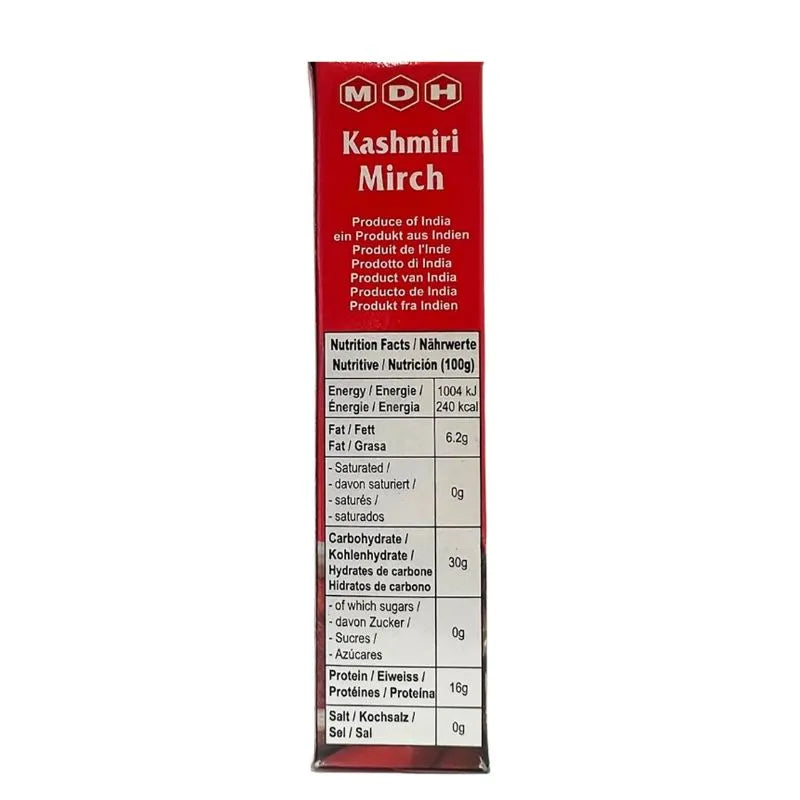 MDH
Kashmiri
Mirch
Produce of India
ein Produkt aus Indien
Produit de l'Inde
Prodotto di India
Product van India
Producto de India
Produkt fra Indien
Nutrition Facts / Nährwerte
Nutritive / Nutrición (100g)
Energy / Energie / 1004 kJ
Énergie / Energia 240 kcal
Fat / Fett
Fat / Grasa
6.2g
- Saturated /
- davon saturiert /
- saturés /
- saturados
0g
Carbohydrate /
Kohlenhydrate /
Hydrates de carbone
Hidratos de carbono
30g
- of which sugars /
- davon Zucker /
- Sucres /
- Azúcares
0g
Protein / Eiweiss /
Protéines / Proteína
16g
Salt / Kochsalz /
Sel / Sal
0g